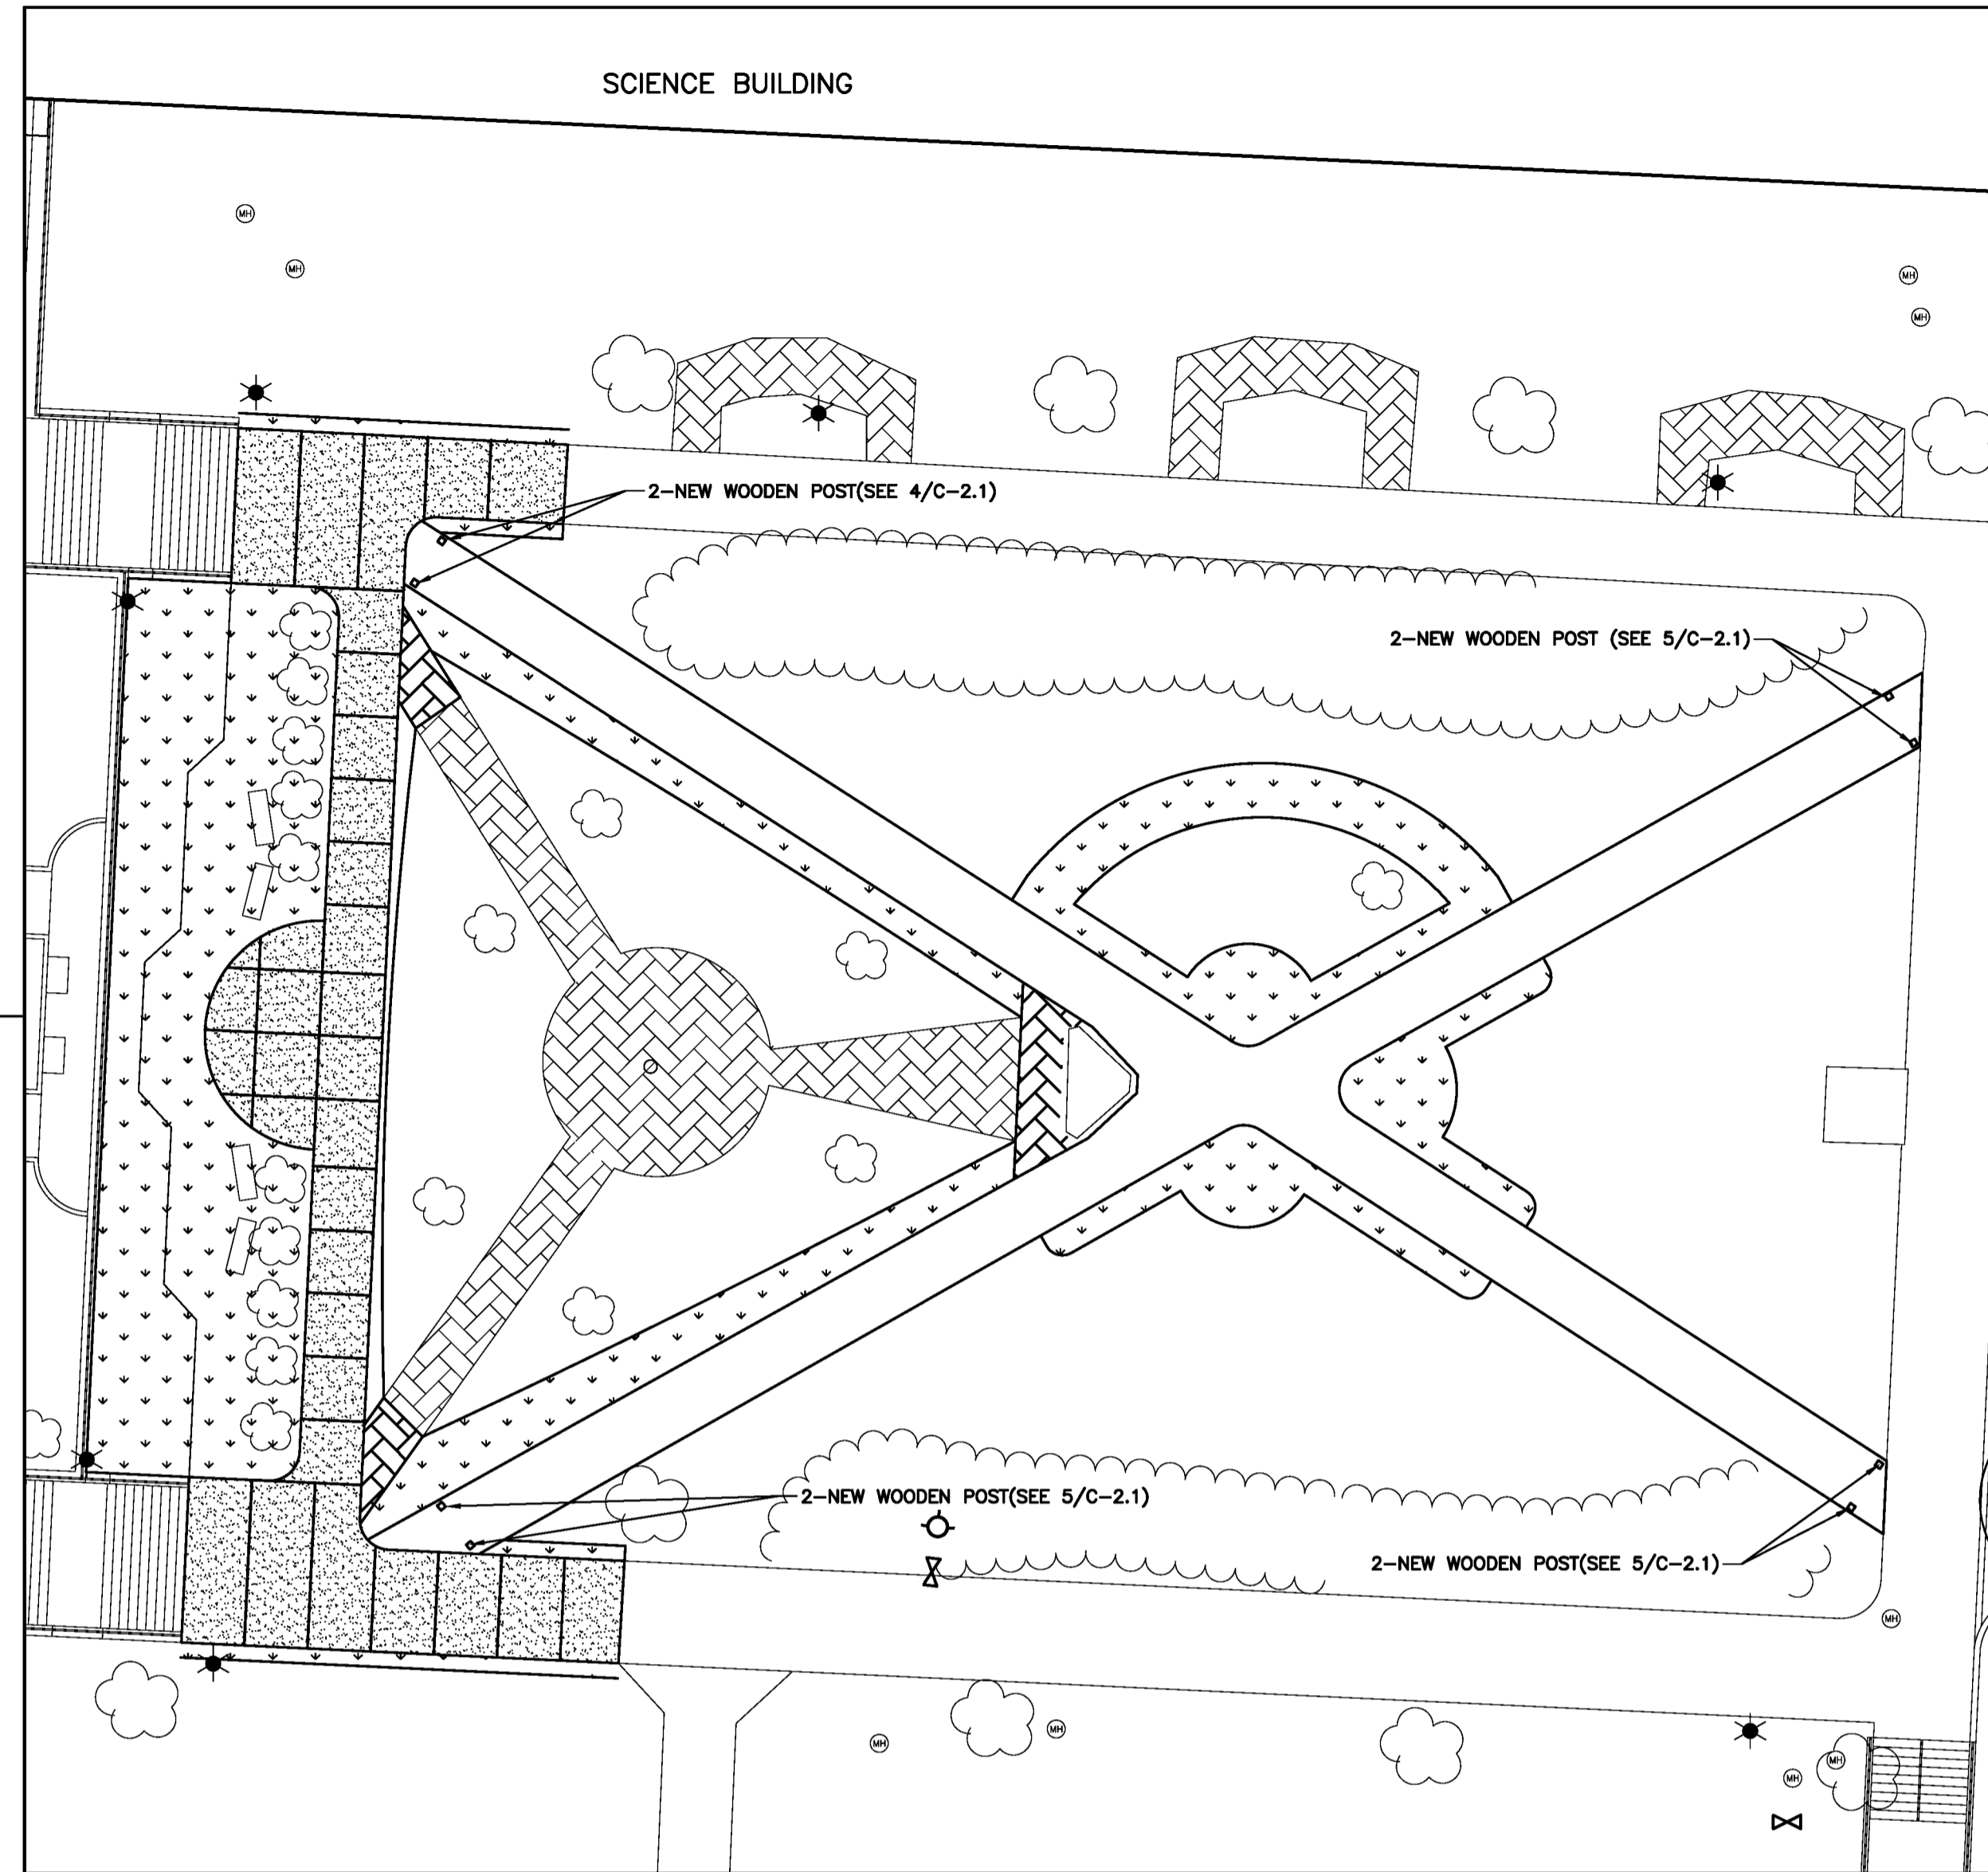 SCIENCE BUILDING
MH
MH
MH
MH
2-NEW WOODEN POST(SEE 4/C-2.1)
2-NEW WOODEN POST (SEE 5/C-2.1)
2-NEW WOODEN POST(SEE 5/C-2.1)
2-NEW WOODEN POST(SEE 5/C-2.1)
MH
MH
MH
MH
MH